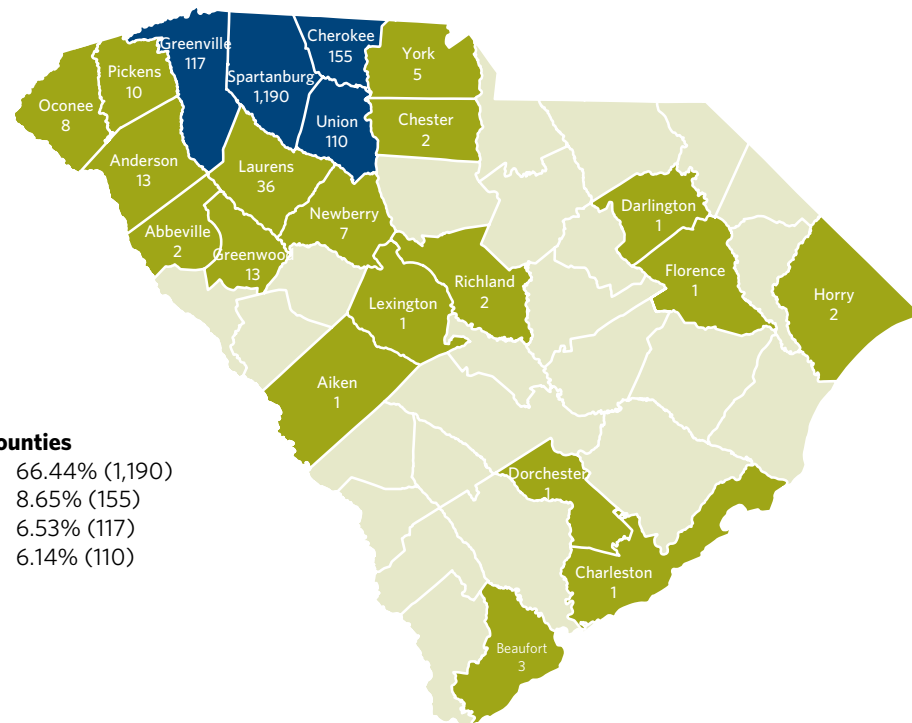 Greenville
117
Cherokee
155
Spartanburg
1,190
York
5
Pickens
10
Oconee
8
Union
110
Chester
2
Anderson
13
Laurens
36
Newberry
7
Darlington
1
Abbeville
2
Greenwood
13
Richland
2
Florence
1
Lexington
1
Horry
2
Aiken
1
ounties
66.44% (1,190)
8.65% (155)
6.53% (117)
6.14% (110)
Dorchester
1
Charleston
1
Beaufort
3